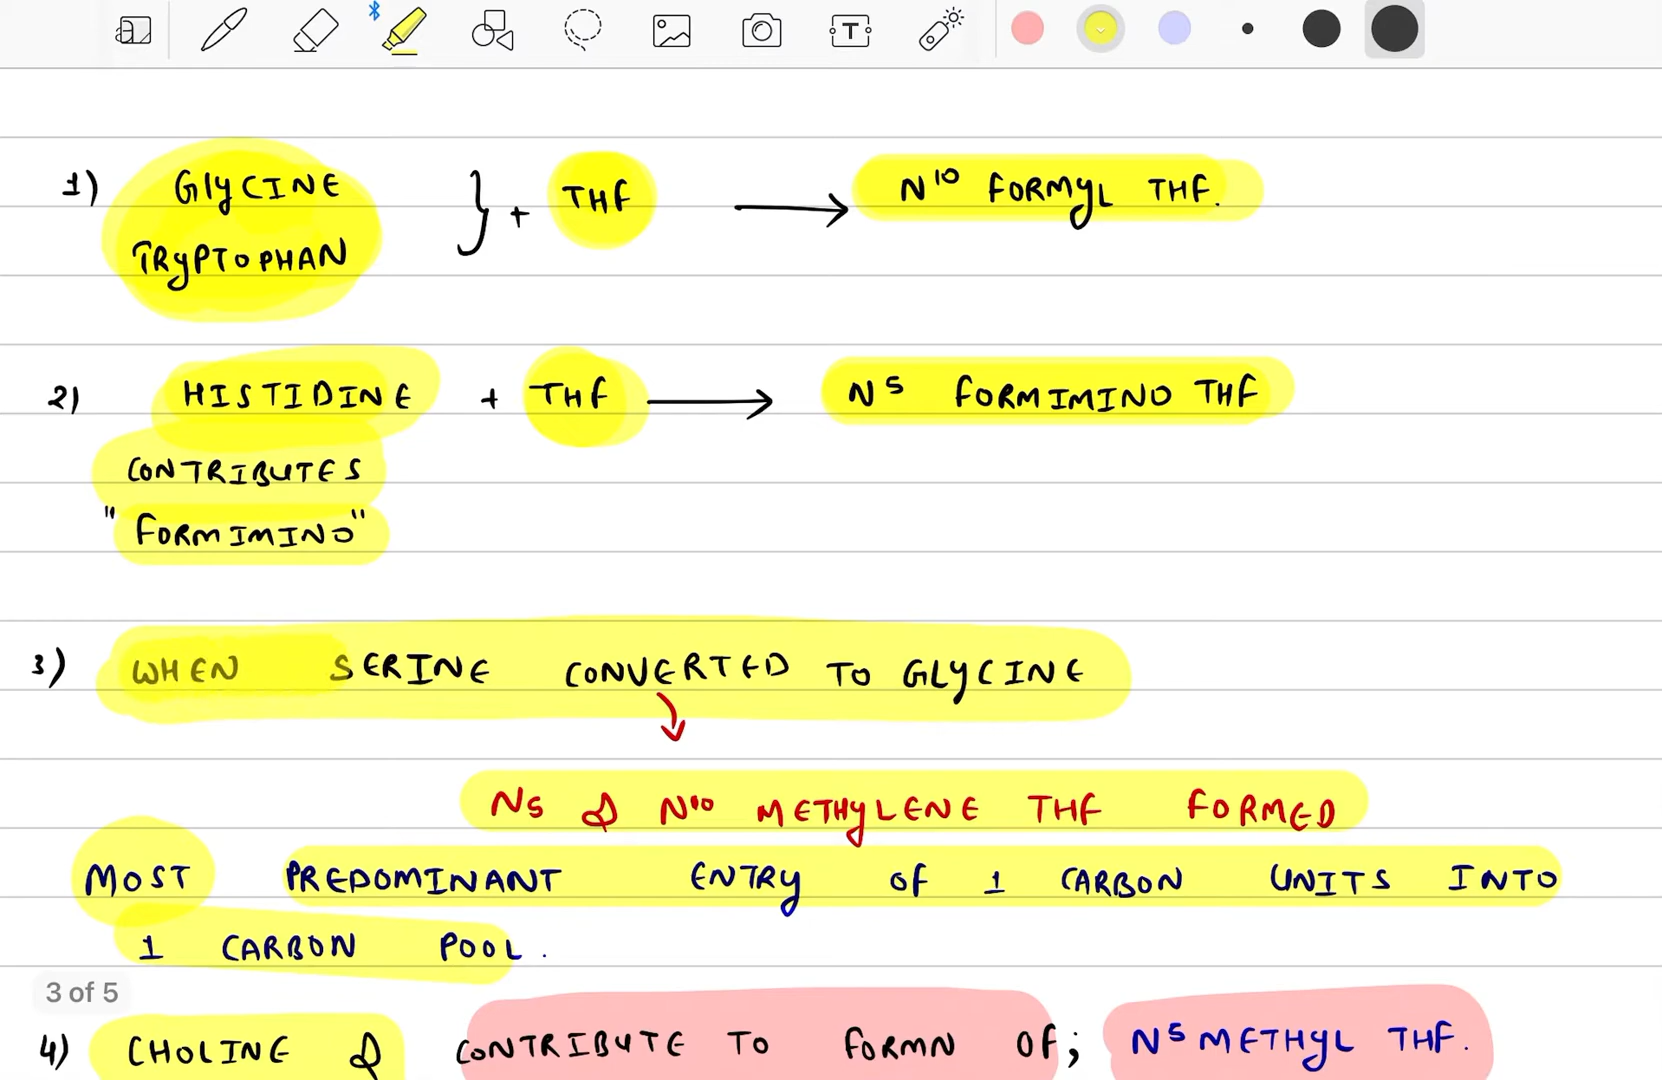 1) GLYCINE } + THF → N¹⁰ FORMYL THF.
TRYPTOPHAN
2) HISTIDINE + THF → N⁵ FORMIMINO THF
CONTRIBUTES
"FORMIMINO"
3) WHEN SERINE CONVERTED TO GLYCINE
N5 & N¹⁰ METHYLENE THF FORMED
MOST PREDOMINANT ENTRY OF 1 CARBON UNITS INTO
1 CARBON POOL.
3 of 5
4) CHOLINE & CONTRIBUTE TO FORMN OF; N⁵ METHYL THF.